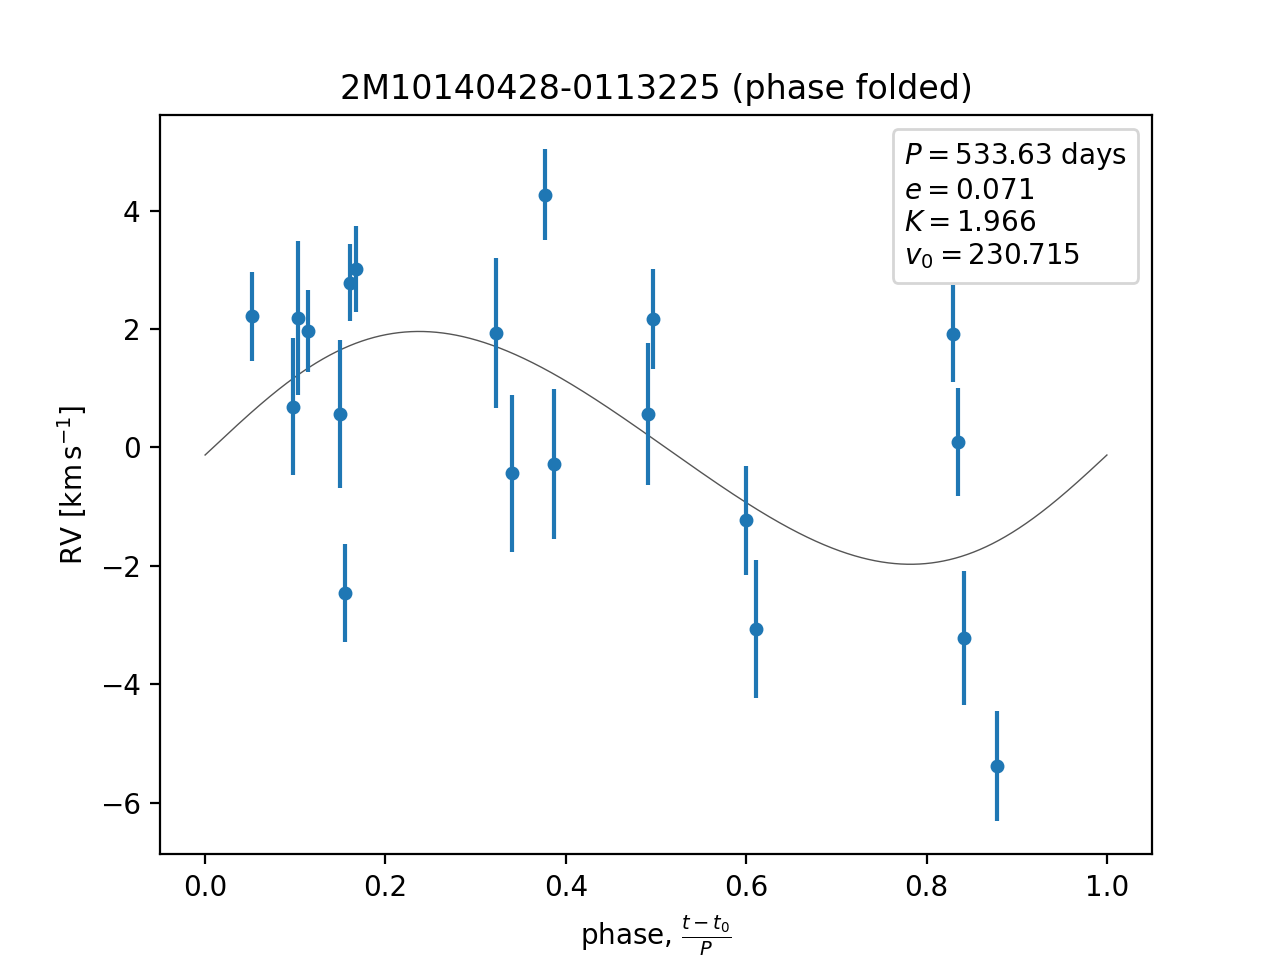 2M10140428-0113225 (phase folded)
P = 533.63 days
e = 0.071
K = 1.966
v₀ = 230.715
RV [km s⁻¹]
4
2
0
−2
−4
−6
0.0 0.2 0.4 0.6 0.8 1.0
phase, (t − t₀)/P